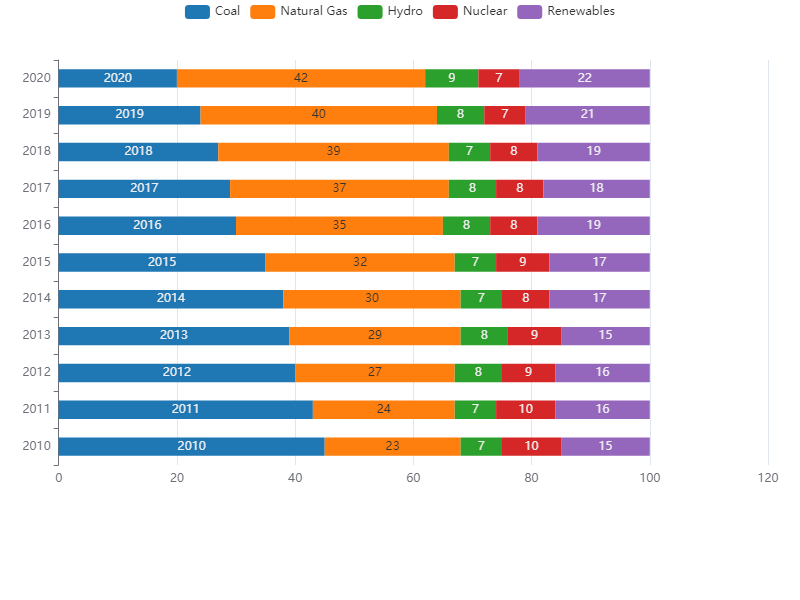 Coal Natural Gas Hydro Nuclear Renewables
2020 2020 42 9 7 22
2019 2019 40 8 7 21
2018 2018 39 7 8 19
2017 2017 37 8 8 18
2016 2016 35 8 8 19
2015 2015 32 7 9 17
2014 2014 30 7 8 17
2013 2013 29 8 9 15
2012 2012 27 8 9 16
2011 2011 24 7 10 16
2010 2010 23 7 10 15
0 20 40 60 80 100 120